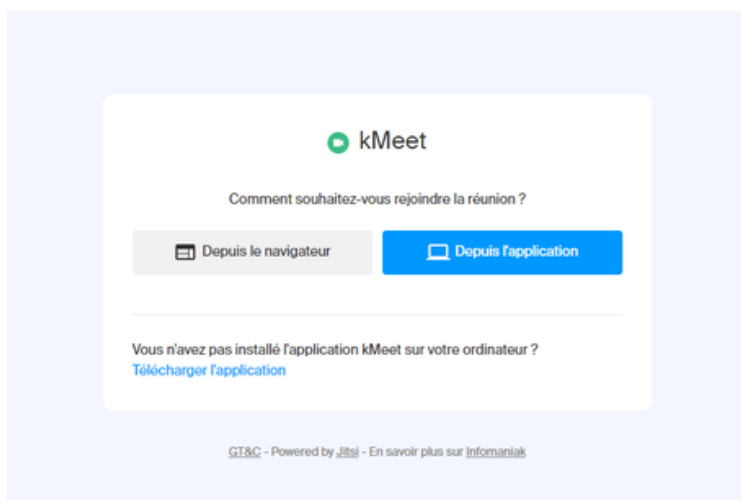 kMeet
Comment souhaitez-vous rejoindre la réunion ?
Depuis le navigateur
Depuis l'application
Vous n'avez pas installé l'application kMeet sur votre ordinateur ?
Télécharger l'application
GT&C - Powered by Jitsi - En savoir plus sur Infomaniak